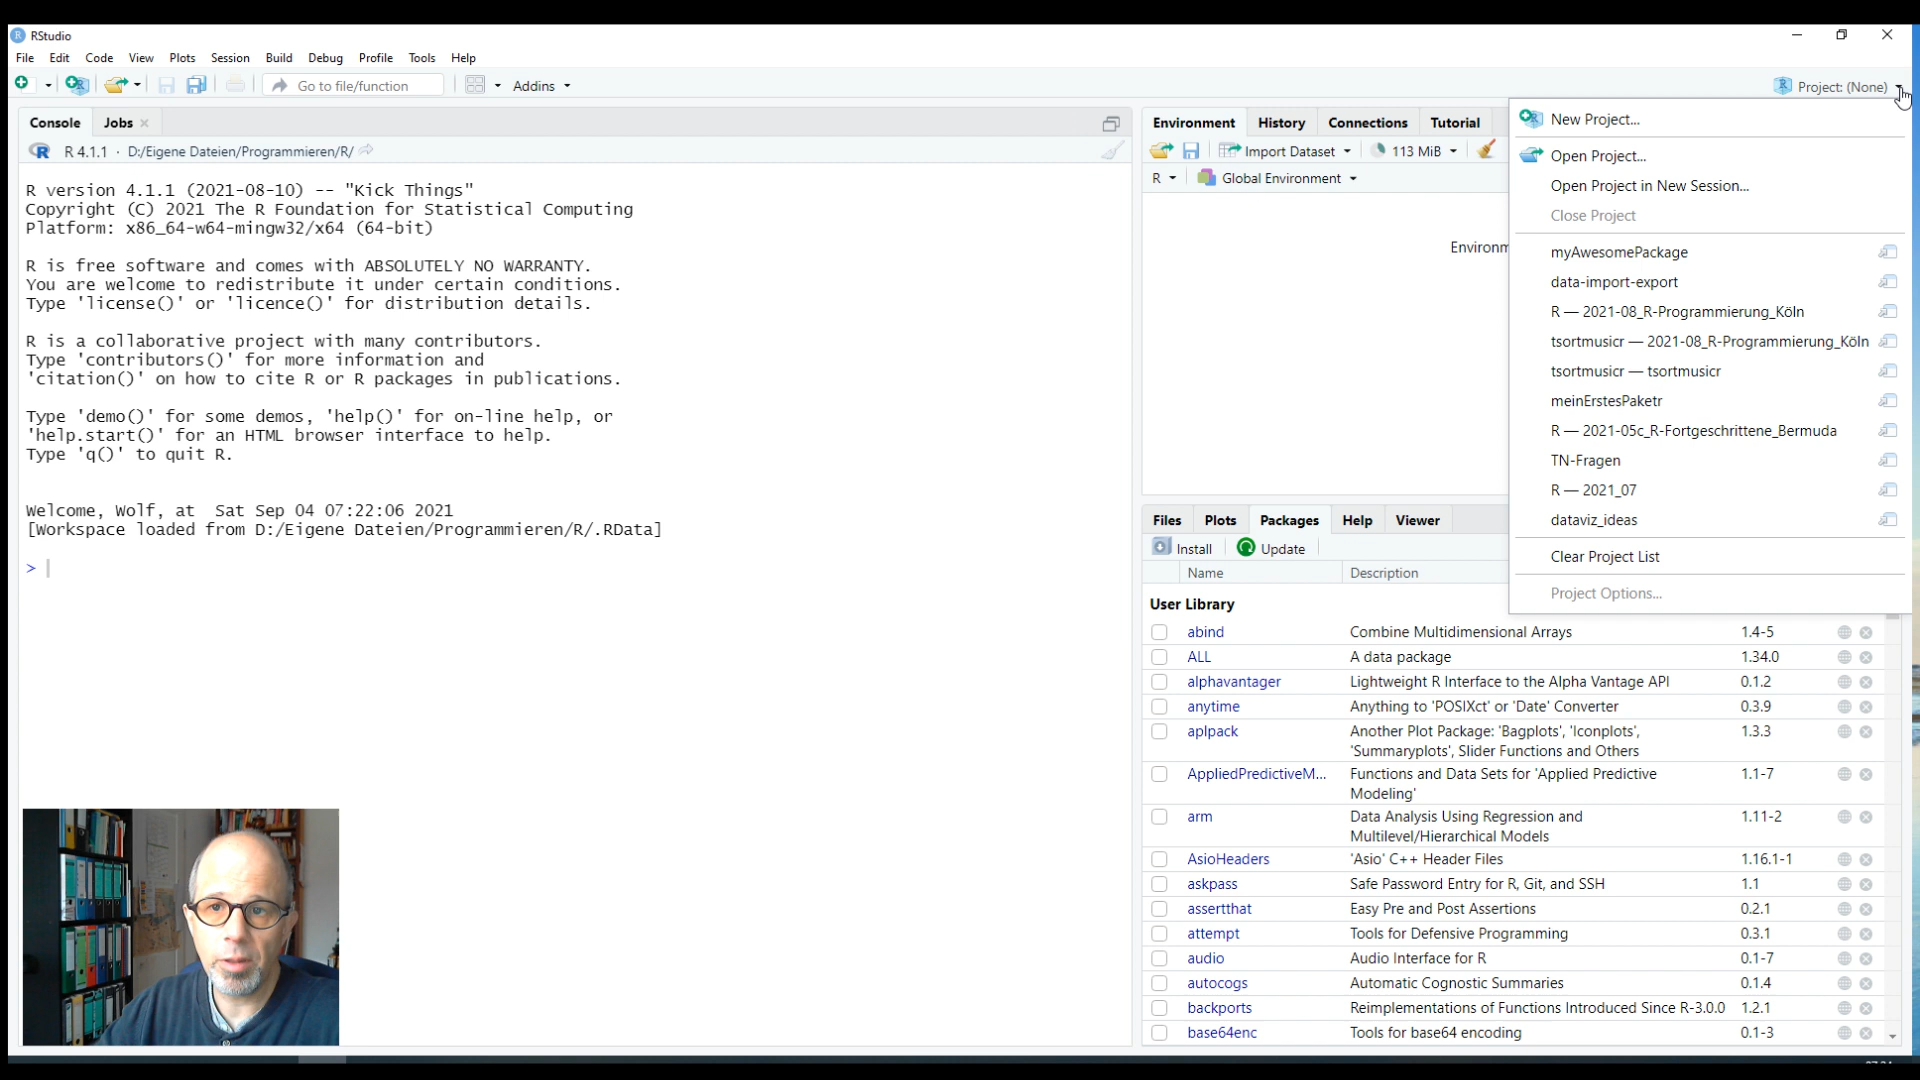 RStudio
File Edit Code View Plots Session Build Debug Profile Tools Help
Go to file/function Addins Project: (None)
Console Jobs
R 4.1.1 · D:/Eigene Dateien/Programmieren/R/
R version 4.1.1 (2021-08-10) -- "Kick Things"
Copyright (C) 2021 The R Foundation for Statistical Computing
Platform: x86_64-w64-mingw32/x64 (64-bit)
R is free software and comes with ABSOLUTELY NO WARRANTY.
You are welcome to redistribute it under certain conditions.
Type 'license()' or 'licence()' for distribution details.
R is a collaborative project with many contributors.
Type 'contributors()' for more information and
'citation()' on how to cite R or R packages in publications.
Type 'demo()' for some demos, 'help()' for on-line help, or
'help.start()' for an HTML browser interface to help.
Type 'q()' to quit R.
Welcome, Wolf, at  Sat Sep 04 07:22:06 2021
[Workspace loaded from D:/Eigene Dateien/Programmieren/R/.RData]
>
Environment History Connections Tutorial
Import Dataset 113 MiB
R Global Environment
Environm
New Project...
Open Project...
Open Project in New Session...
Close Project
myAwesomePackage
data-import-export
R — 2021-08_R-Programmierung_Köln
tsortmusicr — 2021-08_R-Programmierung_Köln
tsortmusicr — tsortmusicr
meinErstesPaketr
R — 2021-05c_R-Fortgeschrittene_Bermuda
TN-Fragen
R — 2021_07
dataviz_ideas
Clear Project List
Project Options...
Files Plots Packages Help Viewer
Install Update
Name Description
User Library
abind Combine Multidimensional Arrays 1.4-5
ALL A data package 1.34.0
alphavantager Lightweight R Interface to the Alpha Vantage API 0.1.2
anytime Anything to 'POSIXct' or 'Date' Converter 0.3.9
aplpack Another Plot Package: 'Bagplots', 'Iconplots', 1.3.3
'Summaryplots', Slider Functions and Others
AppliedPredictiveM... Functions and Data Sets for 'Applied Predictive 1.1-7
Modeling'
arm Data Analysis Using Regression and 1.11-2
Multilevel/Hierarchical Models
AsioHeaders 'Asio' C++ Header Files 1.16.1-1
askpass Safe Password Entry for R, Git, and SSH 1.1
assertthat Easy Pre and Post Assertions 0.2.1
attempt Tools for Defensive Programming 0.3.1
audio Audio Interface for R 0.1-7
autocogs Automatic Cognostic Summaries 0.1.4
backports Reimplementations of Functions Introduced Since R-3.0.0 1.2.1
base64enc Tools for base64 encoding 0.1-3